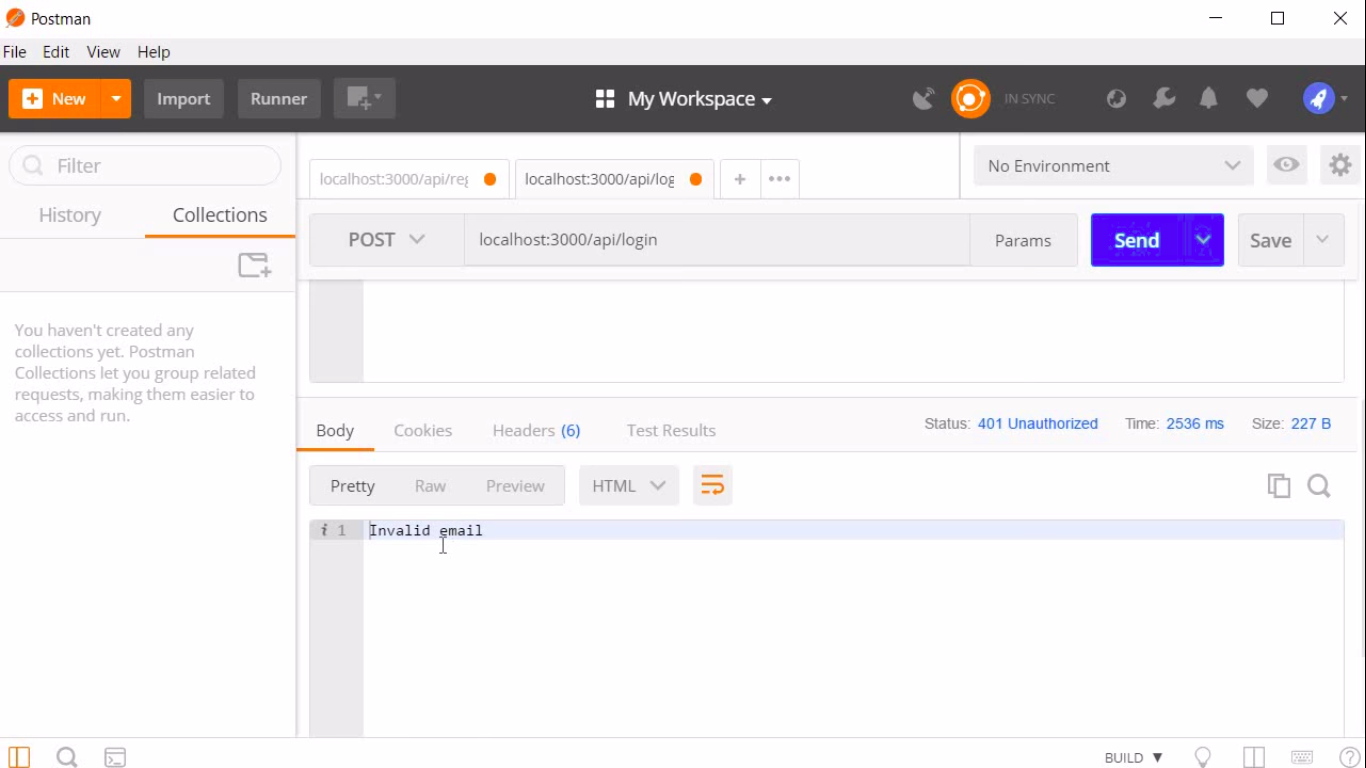 Postman
File Edit View Help
New Import Runner My Workspace IN SYNC
Filter
History Collections
You haven't created any
collections yet. Postman
Collections let you group related
requests, making them easier to
access and run.
localhost:3000/api/reg localhost:3000/api/log + ••• No Environment
POST localhost:3000/api/login Params Send Save
Body Cookies Headers (6) Test Results Status: 401 Unauthorized Time: 2536 ms Size: 227 B
Pretty Raw Preview HTML
i 1 Invalid email
BUILD ▼